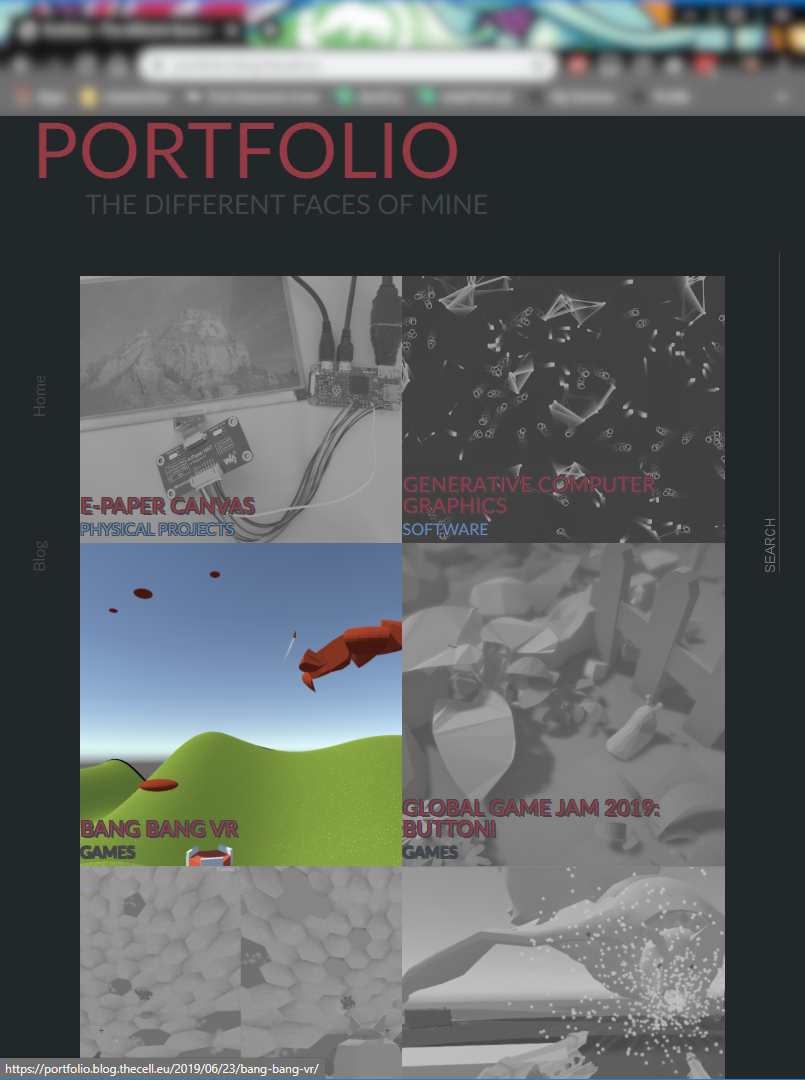 PORTFOLIO
THE DIFFERENT FACES OF MINE
Home
Blog
SEARCH
E-PAPER CANVAS
PHYSICAL PROJECTS
GENERATIVE COMPUTER
GRAPHICS
SOFTWARE
BANG BANG VR
GAMES
GLOBAL GAME JAM 2019:
BUTTONI
GAMES
https://portfolio.blog.thecell.eu/2019/06/23/bang-bang-vr/